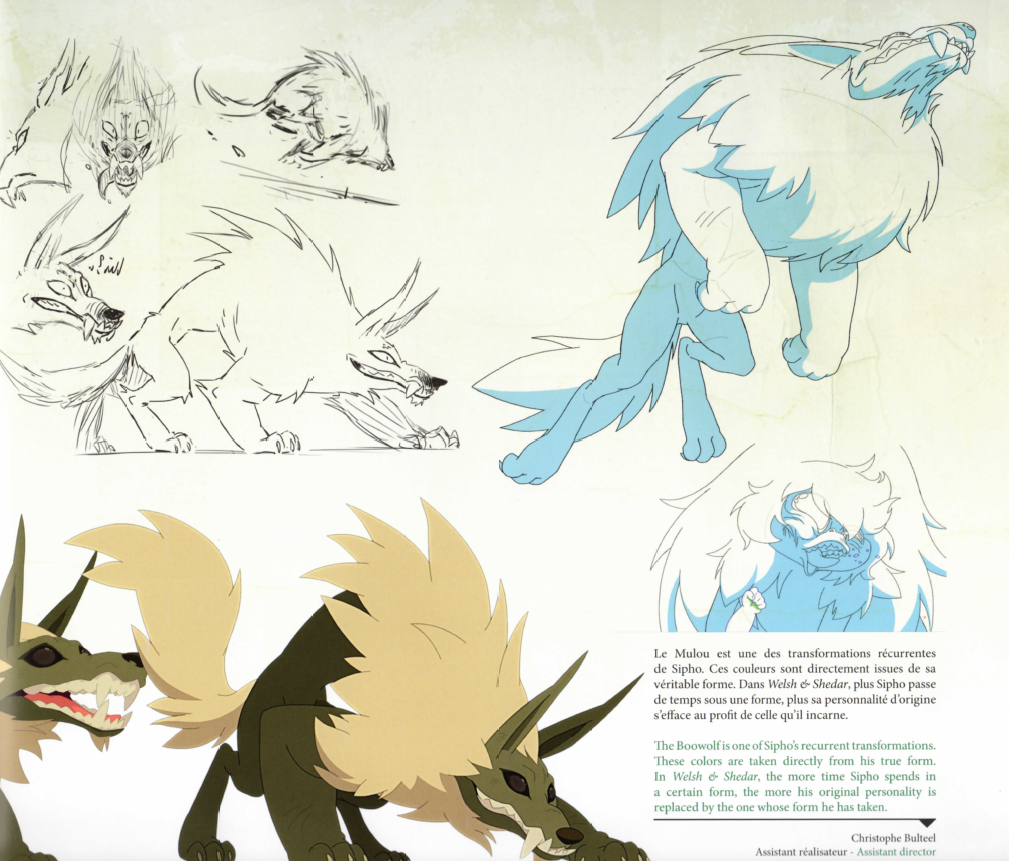 Le Mulou est une des transformations récurrentes
de Sipho. Ces couleurs sont directement issues de sa
véritable forme. Dans Welsh & Shedar, plus Sipho passe
de temps sous une forme, plus sa personnalité d'origine
s'efface au profit de celle qu'il incarne.
The Boowolf is one of Sipho's recurrent transformations.
These colors are taken directly from his true form.
In Welsh & Shedar, the more time Sipho spends in
a certain form, the more his original personality is
replaced by the one whose form he has taken.
Christophe Bulteel
Assistant réalisateur - Assistant director